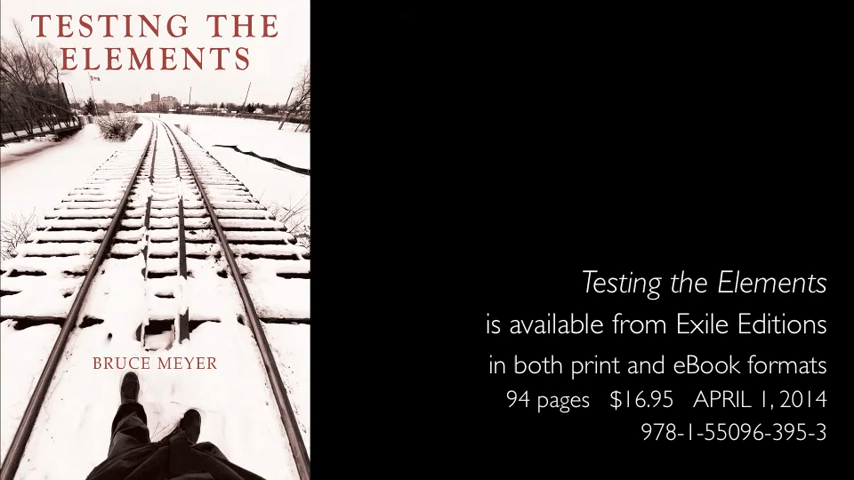 TESTING THE
ELEMENTS
BRUCE MEYER
Testing the Elements
is available from Exile Editions
in both print and eBook formats
94 pages $16.95 APRIL 1, 2014
978-1-55096-395-3